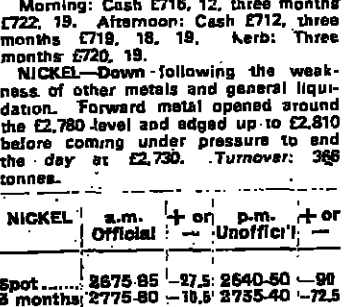 Morning: Cash £716, 12, three months
£722, 19. Afternoon: Cash £712, three
months £719, 18, 19. Kerb: Three
months £720, 19.
NICKEL—Down following the weak-
ness of other metals and general liqui-
dation. Forward metal opened around
the £2,780 level and edged up to £2,810
before coming under pressure to end
the day at £2,730. Turnover: 366
tonnes.
NICKEL a.m. + or p.m. + or
Official — Unoffic'l —
Spot ...... 2675-85 -27.5 2640-50 -90
3 months 2775-80 -10.5 2735-40 -72.5